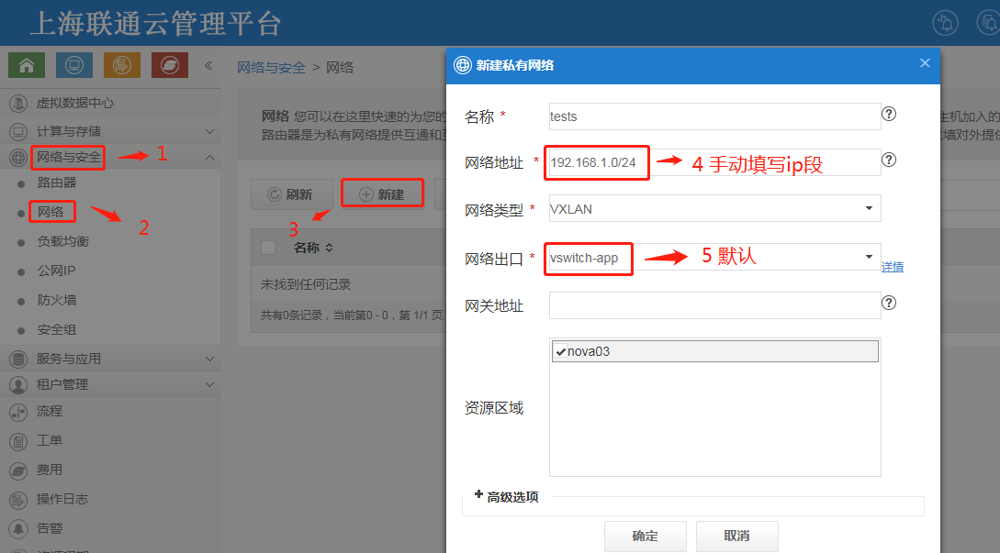 上海联通云管理平台
网络与安全 > 网络
虚拟数据中心
计算与存储
网络与安全
1
路由器
网络
2
负载均衡
公网IP
防火墙
安全组
服务与应用
租户管理
流程
工单
费用
操作日志
告警
网络 您可以在这里快速的为您的
主机加入的
路由器是为私有网络提供互通和
墙对外提供
刷新
新建
3
名称
未找到任何记录
共有0条记录，当前第0 - 0，第 1/1 页
新建私有网络
名称 *
tests
网络地址 *
192.168.1.0/24
4 手动填写ip段
网络类型 *
VXLAN
网络出口 *
vswitch-app
5 默认
详情
网关地址
资源区域
nova03
高级选项
确定
取消